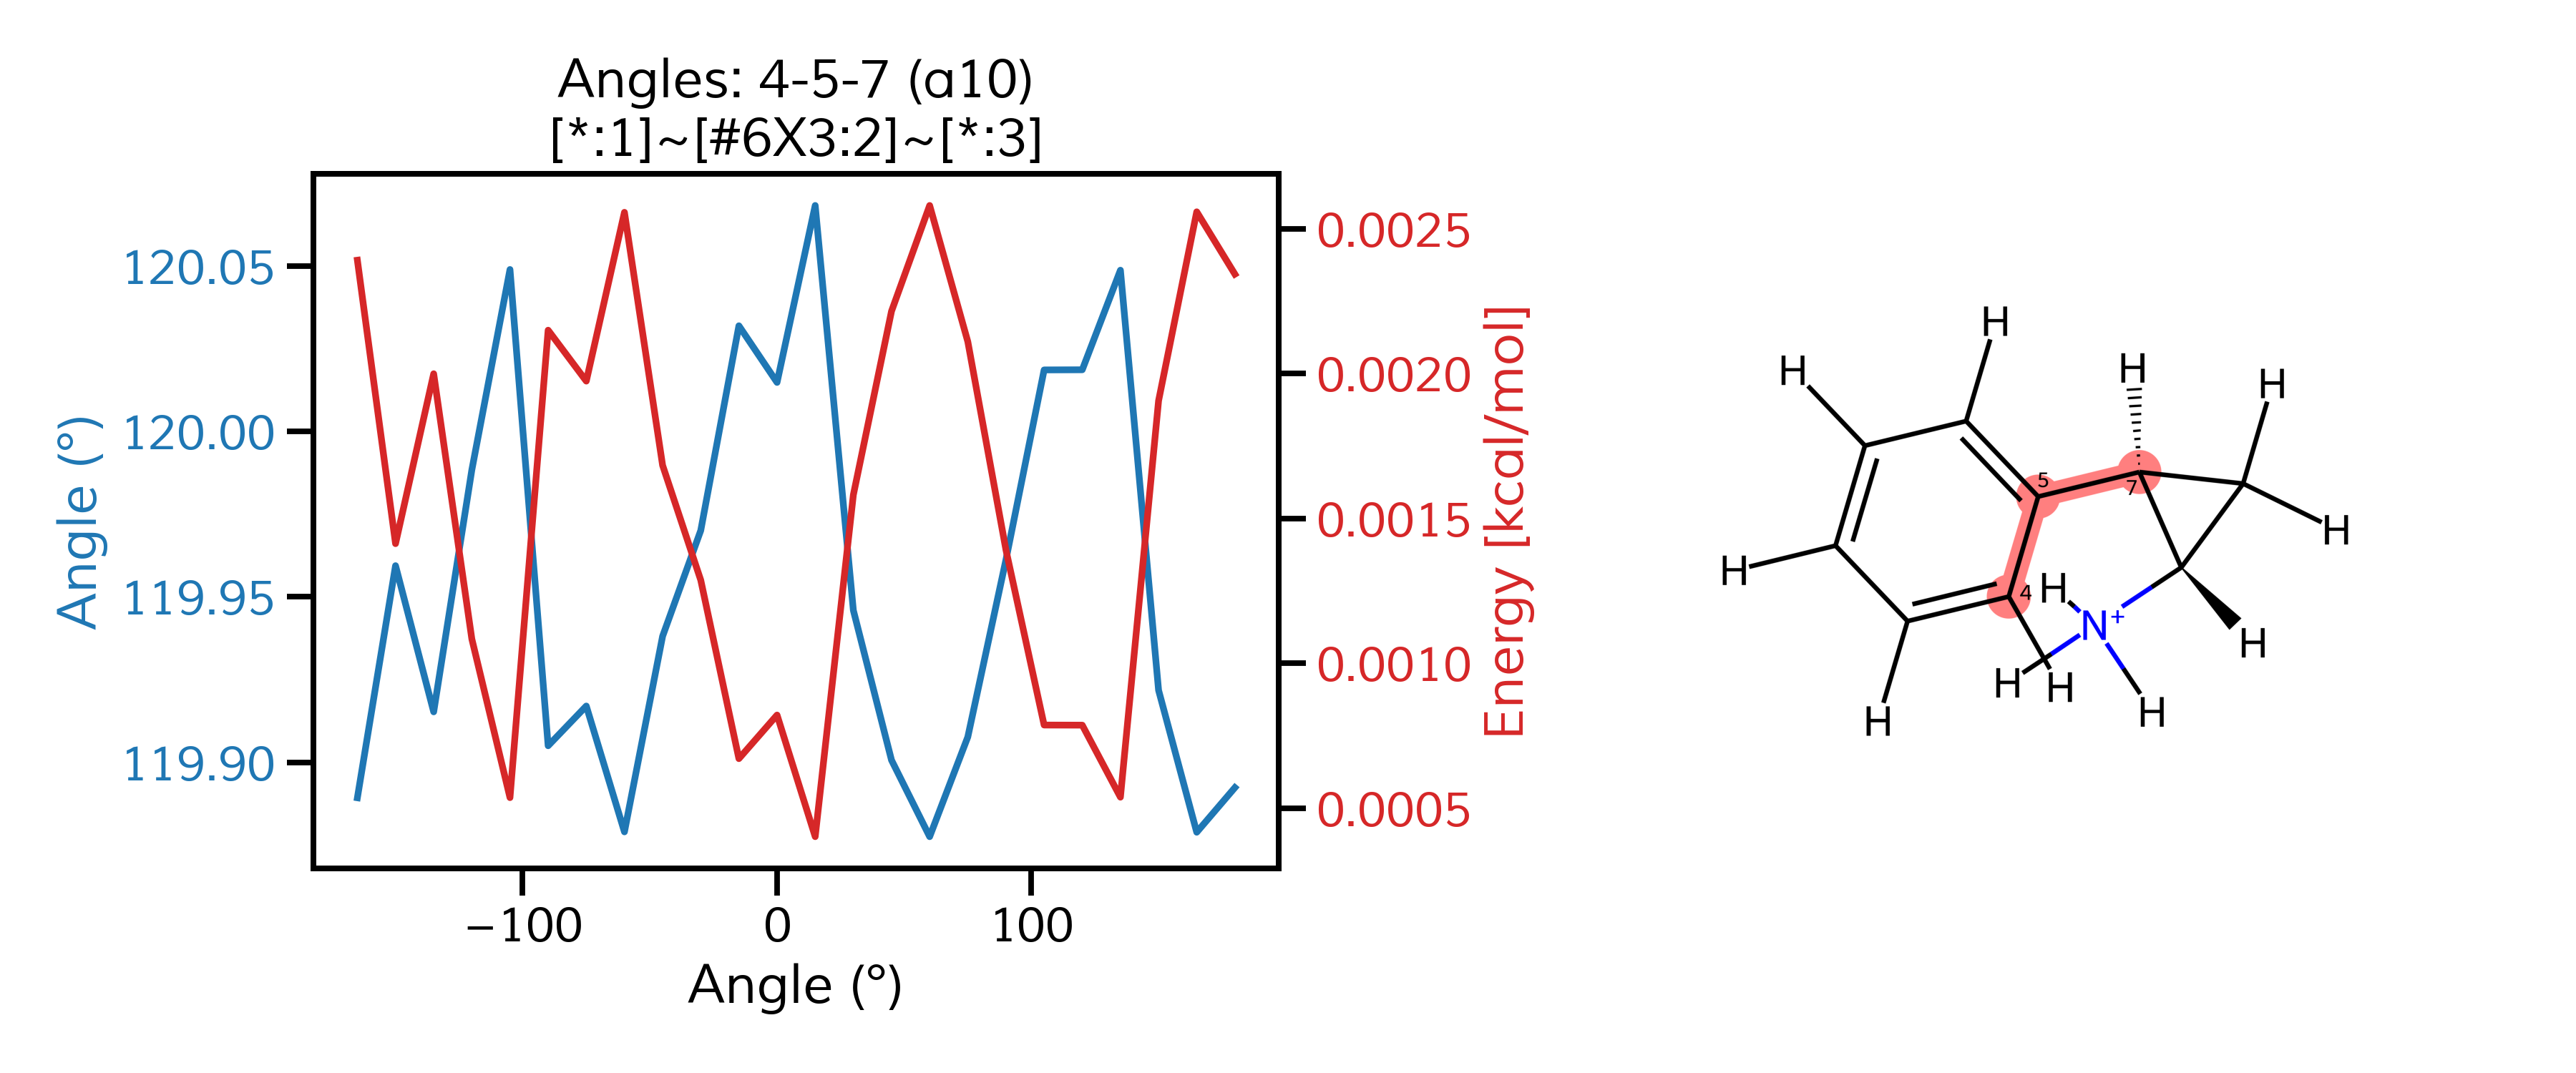 Angles: 4-5-7 (a10)
[*:1]~[#6X3:2]~[*:3]
120.05
120.00
119.95
119.90
Angle (°)
0.0025
0.0020
0.0015
0.0010
0.0005
Energy [kcal/mol]
−100
0
100
Angle (°)
H
H
H
H
5
7
H
H
4
H
N+
H
H
H
H
H